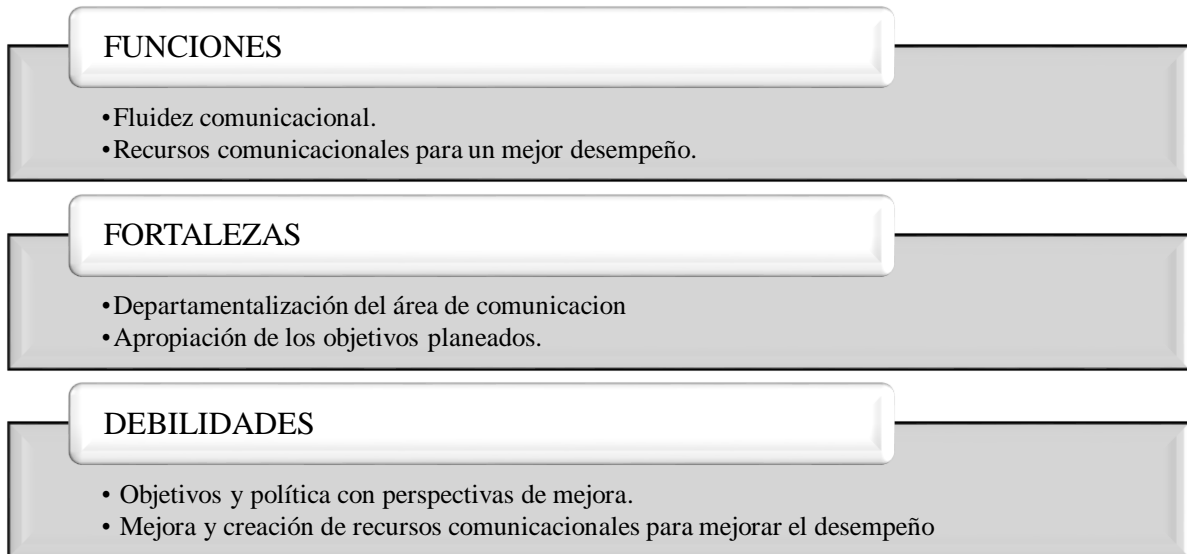 FUNCIONES
•Fluidez comunicacional.
•Recursos comunicacionales para un mejor desempeño.
FORTALEZAS
•Departamentalización del área de comunicacion
•Apropiación de los objetivos planeados.
DEBILIDADES
• Objetivos y política con perspectivas de mejora.
• Mejora y creación de recursos comunicacionales para mejorar el desempeño